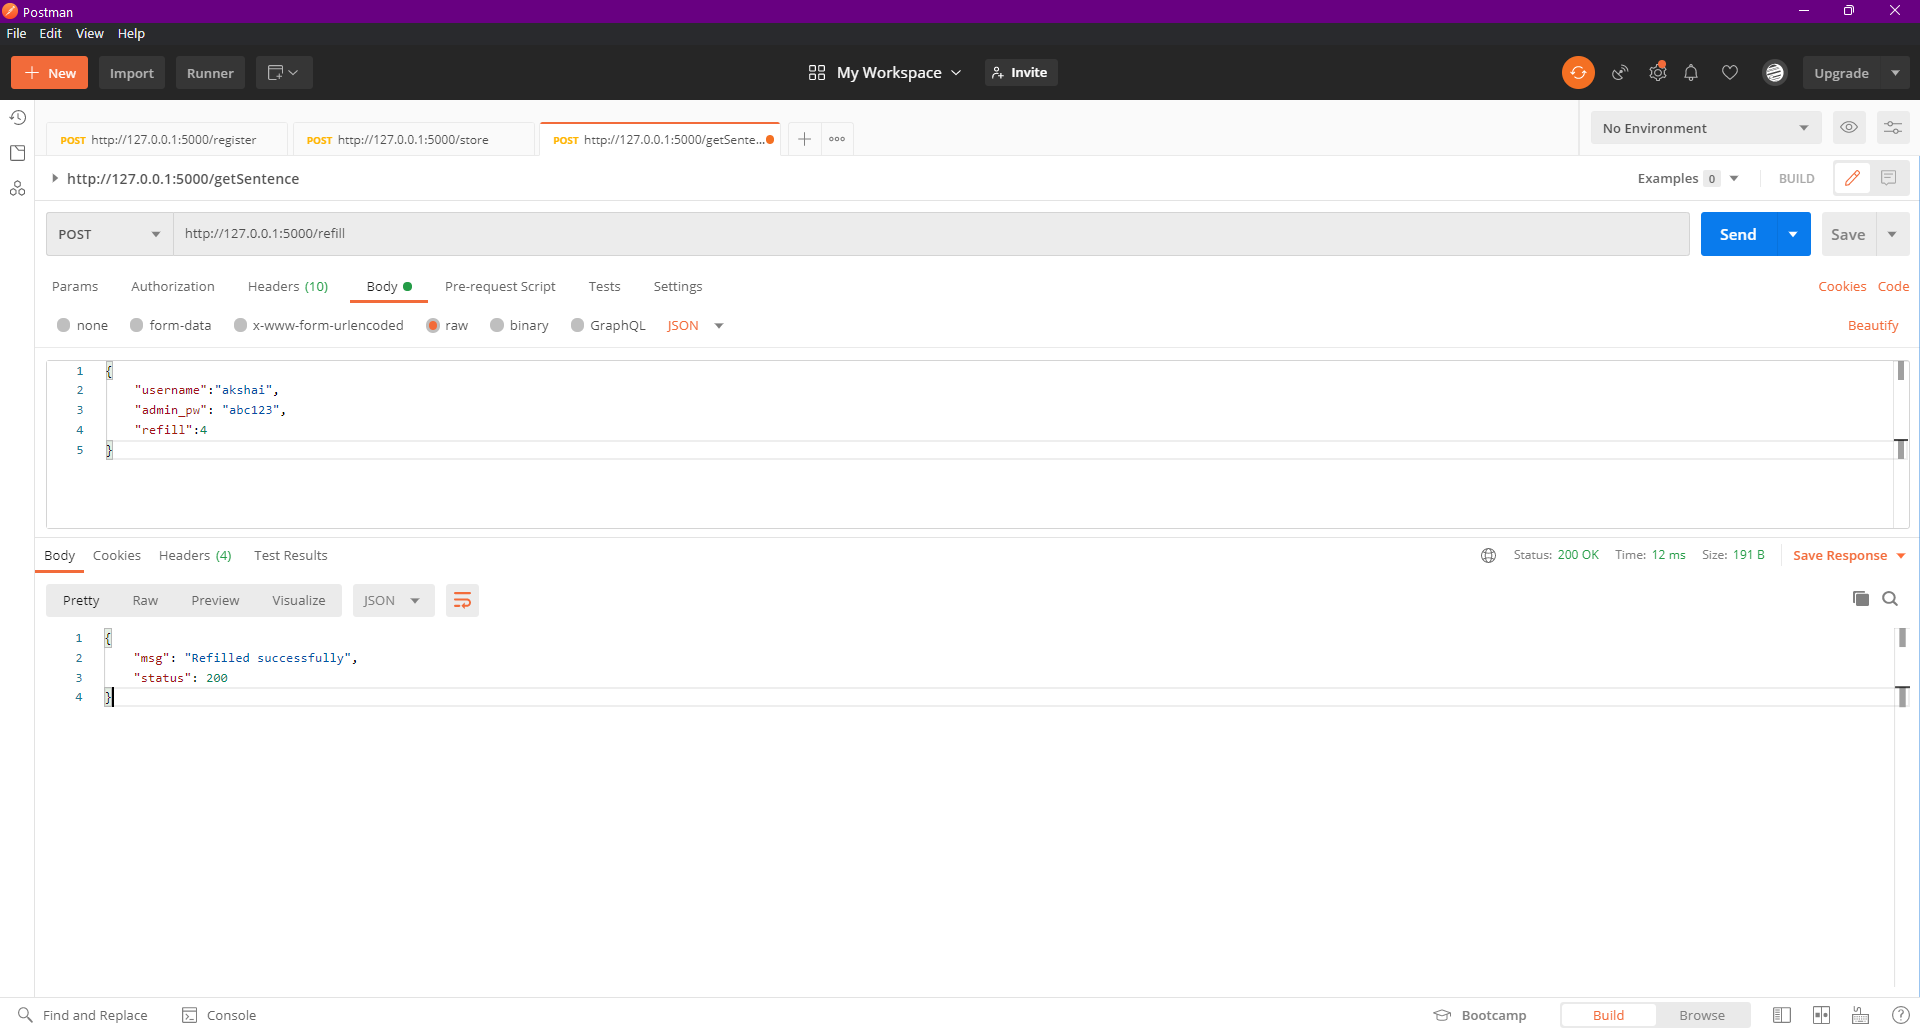 Postman
File Edit View Help
New Import Runner My Workspace Invite Upgrade
POST http://127.0.0.1:5000/register POST http://127.0.0.1:5000/store POST http://127.0.0.1:5000/getSente... No Environment
http://127.0.0.1:5000/getSentence Examples 0 BUILD
POST http://127.0.0.1:5000/refill Send Save
Params Authorization Headers (10) Body Pre-request Script Tests Settings Cookies Code
none form-data x-www-form-urlencoded raw binary GraphQL JSON Beautify
1 {
2 "username":"akshai",
3 "admin_pw": "abc123",
4 "refill":4
5 }
Body Cookies Headers (4) Test Results Status: 200 OK Time: 12 ms Size: 191 B Save Response
Pretty Raw Preview Visualize JSON
1 {
2 "msg": "Refilled successfully",
3 "status": 200
4 }
Find and Replace Console Bootcamp Build Browse